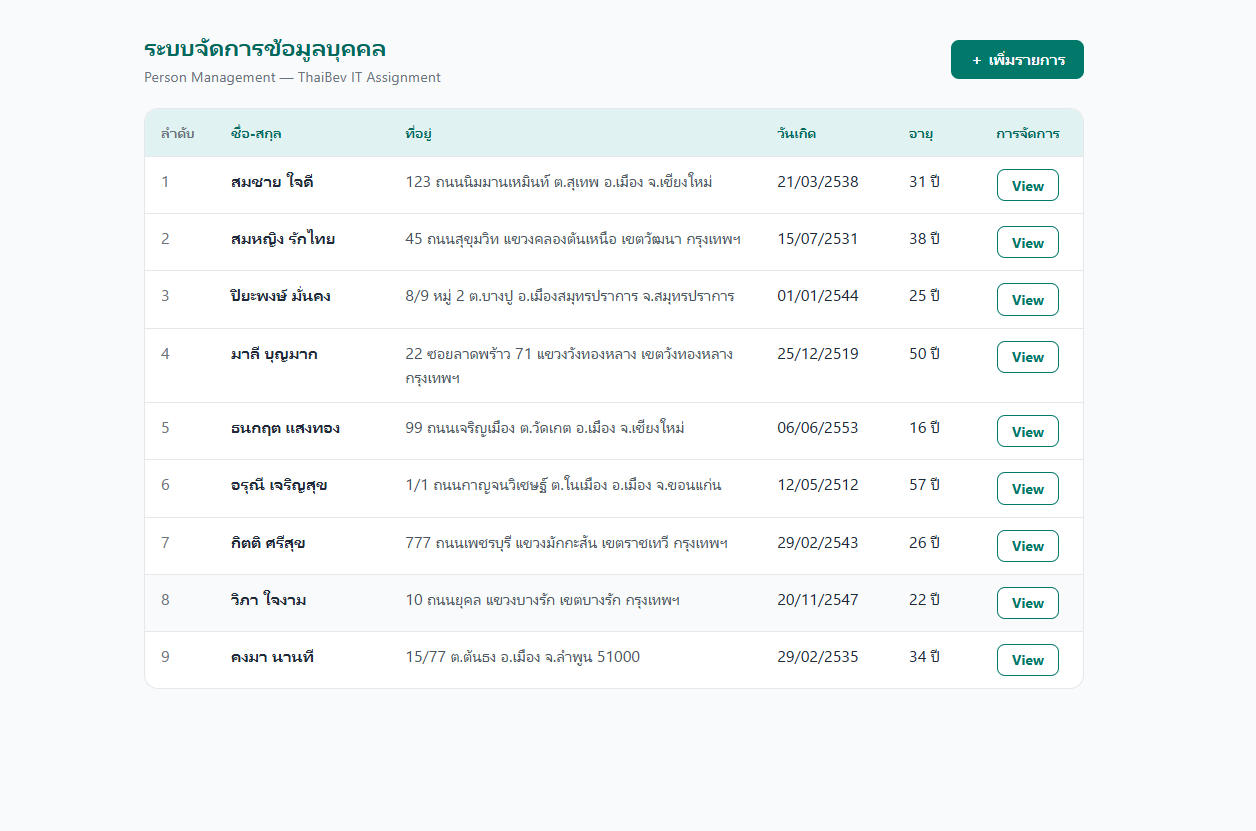 ระบบจัดการข้อมูลบุคคล
Person Management — ThaiBev IT Assignment
+ เพิ่มรายการ
ลำดับ ชื่อ-สกุล ที่อยู่ วันเกิด อายุ การจัดการ
1 สมชาย ใจดี 123 ถนนนิมมานเหมินท์ ต.สุเทพ อ.เมือง จ.เชียงใหม่ 21/03/2538 31 ปี View
2 สมหญิง รักไทย 45 ถนนสุขุมวิท แขวงคลองตันเหนือ เขตวัฒนา กรุงเทพฯ 15/07/2531 38 ปี View
3 ปิยะพงษ์ มั่นคง 8/9 หมู่ 2 ต.บางปู อ.เมืองสมุทรปราการ จ.สมุทรปราการ 01/01/2544 25 ปี View
4 มาลี บุญมาก 22 ซอยลาดพร้าว 71 แขวงวังทองหลาง เขตวังทองหลาง 25/12/2519 50 ปี View
กรุงเทพฯ
5 ธนกฤต แสงทอง 99 ถนนเจริญเมือง ต.วัดเกต อ.เมือง จ.เชียงใหม่ 06/06/2553 16 ปี View
6 อรุณี เจริญสุข 1/1 ถนนกาญจนวิเชษฐ์ ต.ในเมือง อ.เมือง จ.ขอนแก่น 12/05/2512 57 ปี View
7 กิตติ ศรีสุข 777 ถนนเพชรบุรี แขวงมักกะสัน เขตราชเทวี กรุงเทพฯ 29/02/2543 26 ปี View
8 วิภา ใจงาม 10 ถนนยุคล แขวงบางรัก เขตบางรัก กรุงเทพฯ 20/11/2547 22 ปี View
9 คงมา นานที 15/77 ต.ต้นธง อ.เมือง จ.ลำพูน 51000 29/02/2535 34 ปี View